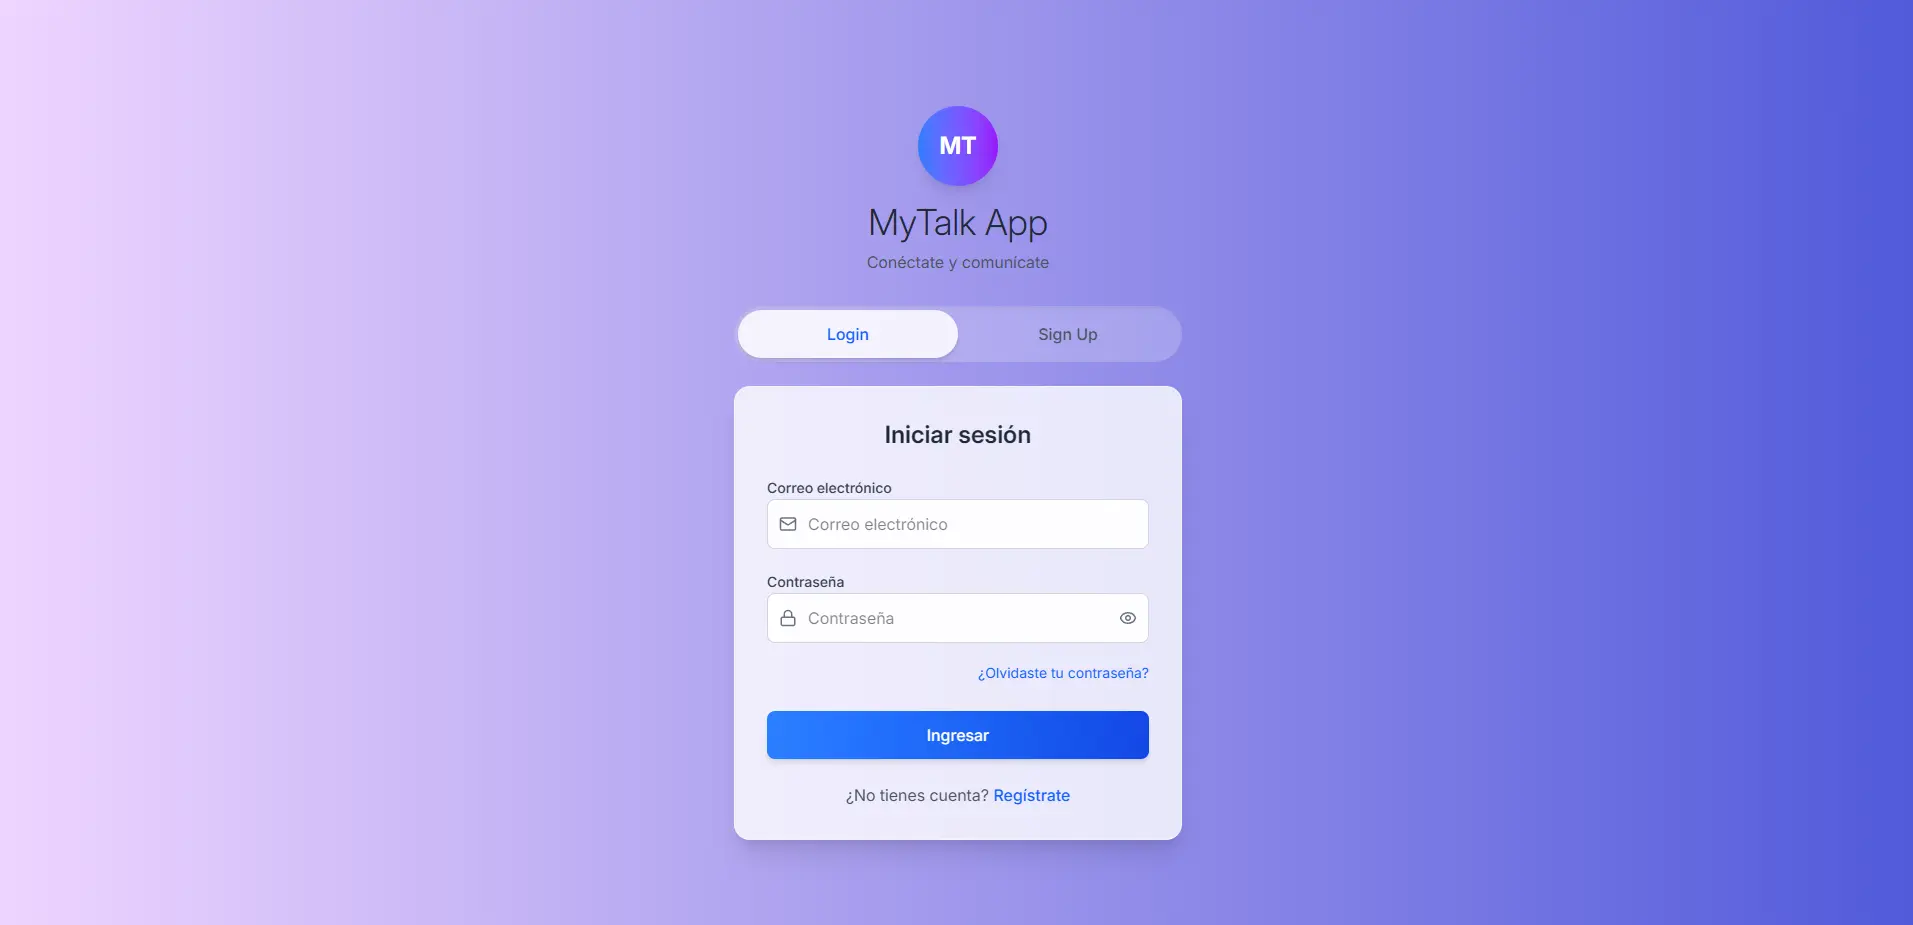 MT
MyTalk App
Conéctate y comunícate
Login Sign Up
Iniciar sesión
Correo electrónico
Correo electrónico
Contraseña
Contraseña
¿Olvidaste tu contraseña?
Ingresar
¿No tienes cuenta? Regístrate